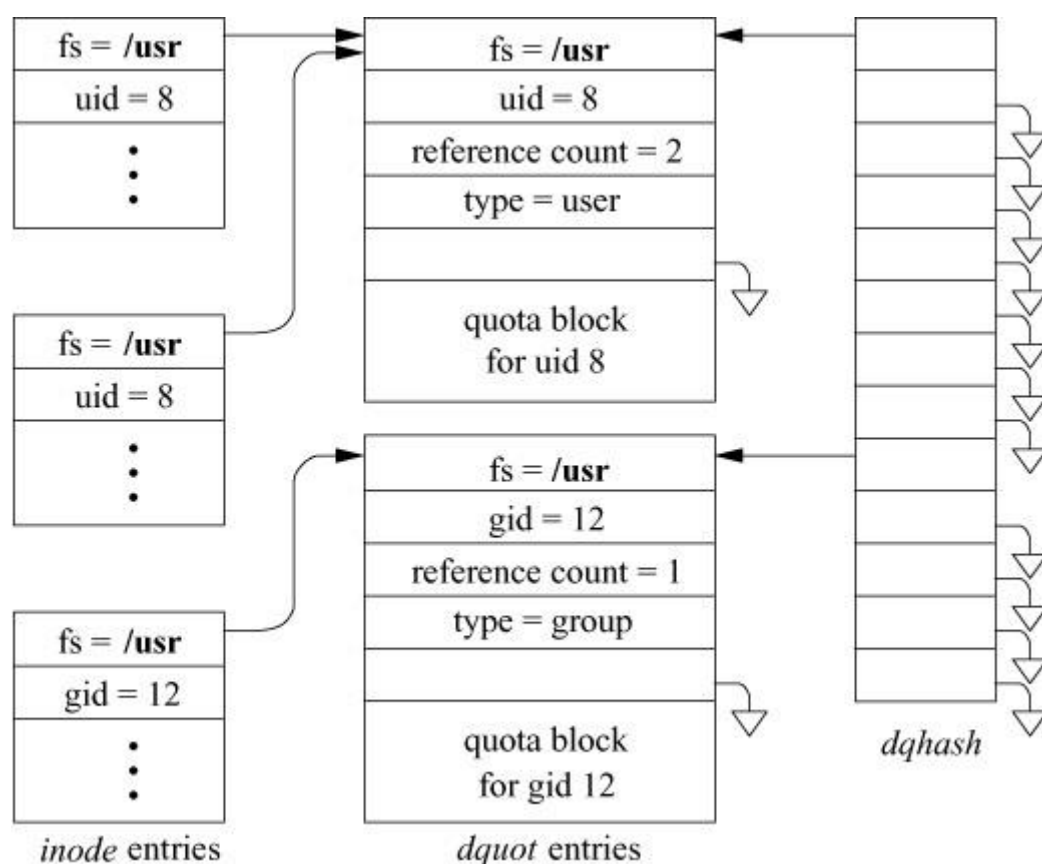 fs = /usr
uid = 8
fs = /usr
uid = 8
fs = /usr
gid = 12
inode entries
fs = /usr
uid = 8
reference count = 2
type = user
quota block
for uid 8
fs = /usr
gid = 12
reference count = 1
type = group
quota block
for gid 12
dquot entries
dqhash